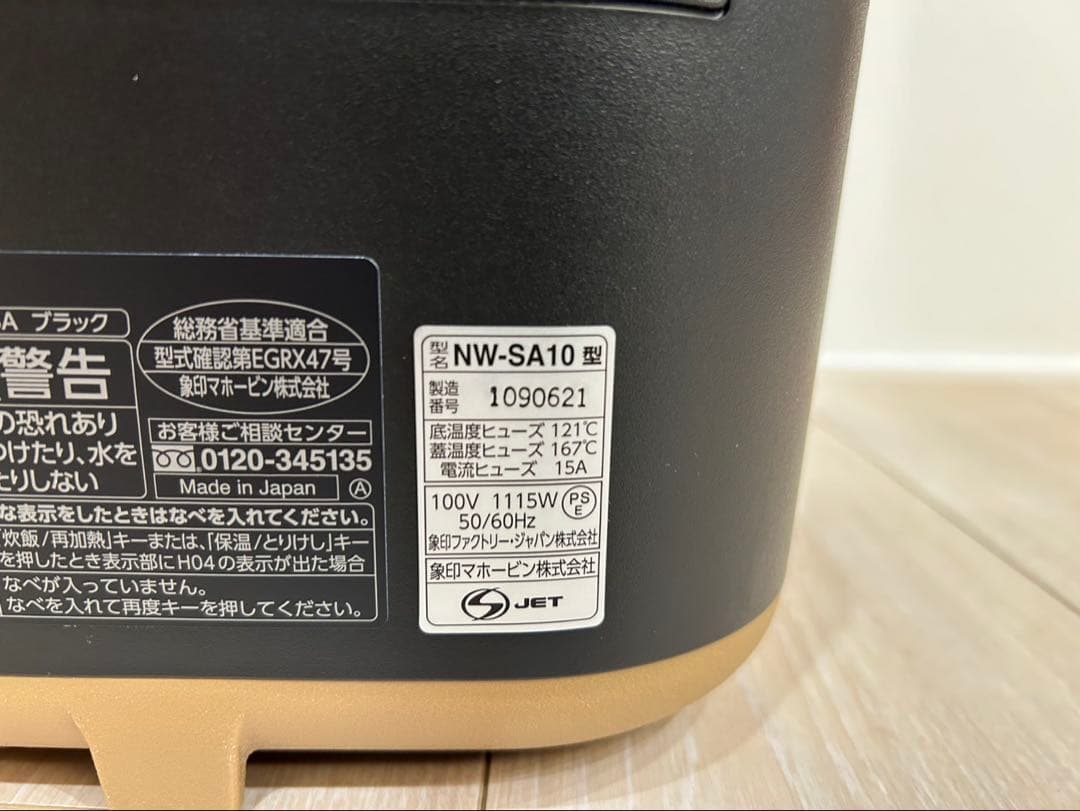 A ブラック
警告
の恐れあり
つけたり、水を
たりしない
総務省基準適合
型式確認第EGRX47号
象印マホービン株式会社
お客様ご相談センター
0120-345135
Made in Japan Ⓐ
な表示をしたときはなべを入れてください。
「炊飯/再加熱」キーまたは、「保温/とりけし」キー
を押したとき表示部にH04の表示が出た場合
なべが入っていません。
なべを入れて再度キーを押してください。
型名 NW-SA10 型
製造番号 1090621
底温度ヒューズ 121℃
蓋温度ヒューズ 167℃
電流ヒューズ 15A
100V 1115W PSE
50/60Hz
象印ファクトリー・ジャパン株式会社
象印マホービン株式会社
S JET